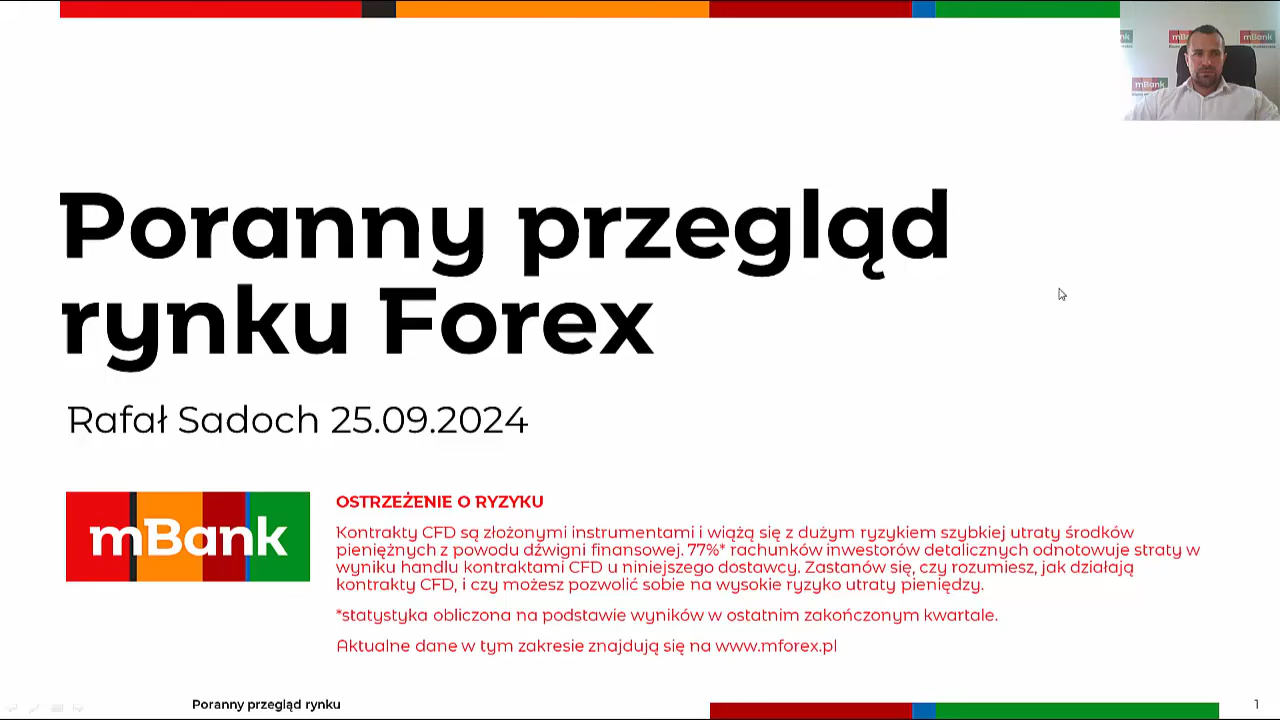 mBank
mBank
mBank
Poranny przegląd
rynku Forex
Rafał Sadoch 25.09.2024
mBank
OSTRZEŻENIE O RYZYKU
Kontrakty CFD są złożonymi instrumentami i wiążą się z dużym ryzykiem szybkiej utraty środków
pieniężnych z powodu dźwigni finansowej. 77%* rachunków inwestorów detalicznych odnotowuje straty w
wyniku handlu kontraktami CFD u niniejszego dostawcy. Zastanów się, czy rozumiesz, jak działają
kontrakty CFD, i czy możesz pozwolić sobie na wysokie ryzyko utraty pieniędzy.
*statystyka obliczona na podstawie wyników w ostatnim zakończonym kwartale.
Aktualne dane w tym zakresie znajdują się na www.mforex.pl
Poranny przegląd rynku
1